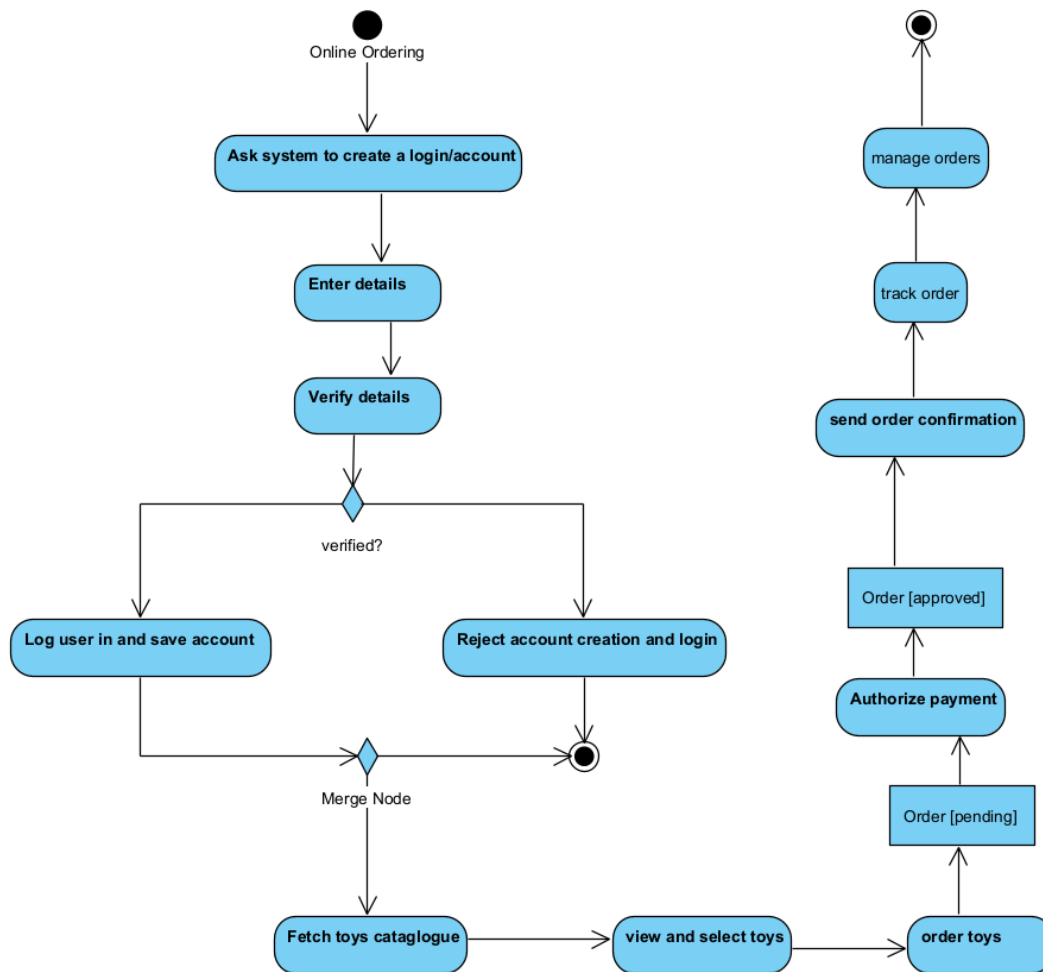 Online Ordering
Ask system to create a login/account
Enter details
Verify details
verified?
Log user in and save account
Reject account creation and login
Merge Node
Fetch toys cataglogue
view and select toys
order toys
Order [pending]
Authorize payment
Order [approved]
send order confirmation
track order
manage orders